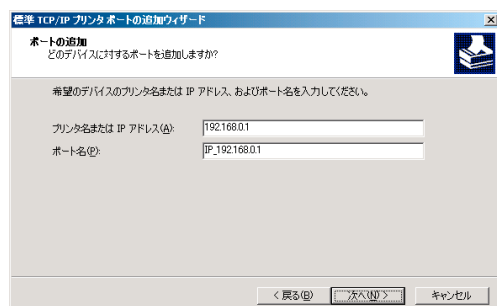 標準 TCP/IP プリンタ ポートの追加ウィザード
ポートの追加
どのデバイスに対するポートを追加しますか?
希望のデバイスのプリンタ名または IP アドレス、およびポート名を入力してください。
プリンタ名または IP アドレス(A): 192.168.0.1
ポート名(P): IP_192.168.0.1
< 戻る(B) 次へ(N) > キャンセル